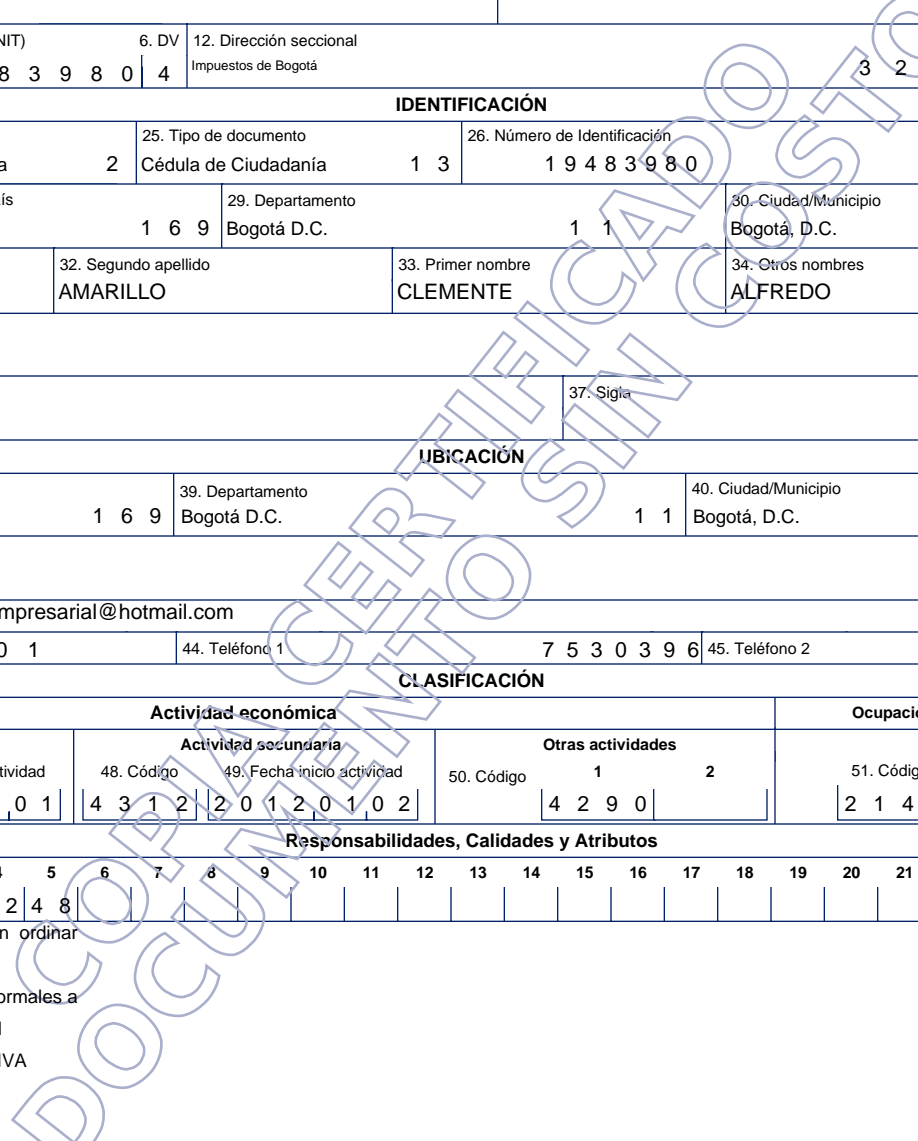 NIT) 6. DV 12. Dirección seccional
8 3 9 8 0 4 Impuestos de Bogotá 3 2
IDENTIFICACIÓN
25. Tipo de documento 26. Número de Identificación
a 2 Cédula de Ciudadanía 1 3 1 9 4 8 3 9 8 0
ís 29. Departamento 30. Ciudad/Municipio
1 6 9 Bogotá D.C. 1 1 Bogotá, D.C.
32. Segundo apellido 33. Primer nombre 34. Otros nombres
AMARILLO CLEMENTE ALFREDO
37. Sigla
UBICACIÓN
39. Departamento 40. Ciudad/Municipio
1 6 9 Bogotá D.C. 1 1 Bogotá, D.C.
mpresarial@hotmail.com
0 1 44. Teléfono 1 7 5 3 0 3 9 6 45. Teléfono 2
CLASIFICACIÓN
Actividad económica Ocupació
Actividad secundaria Otras actividades
tividad 48. Código 49. Fecha inicio actividad 50. Código 1 2 51. Códig
0 1 4 3 1 2 2 0 1 2 0 1 0 2 4 2 9 0 2 1 4
Responsabilidades, Calidades y Atributos
4 5 6 7 8 9 10 11 12 13 14 15 16 17 18 19 20 21
2 4 8
n ordinar
ormales a
IVA
COPIA CERTIFICADO
DOCUMENTO SIN COSTO